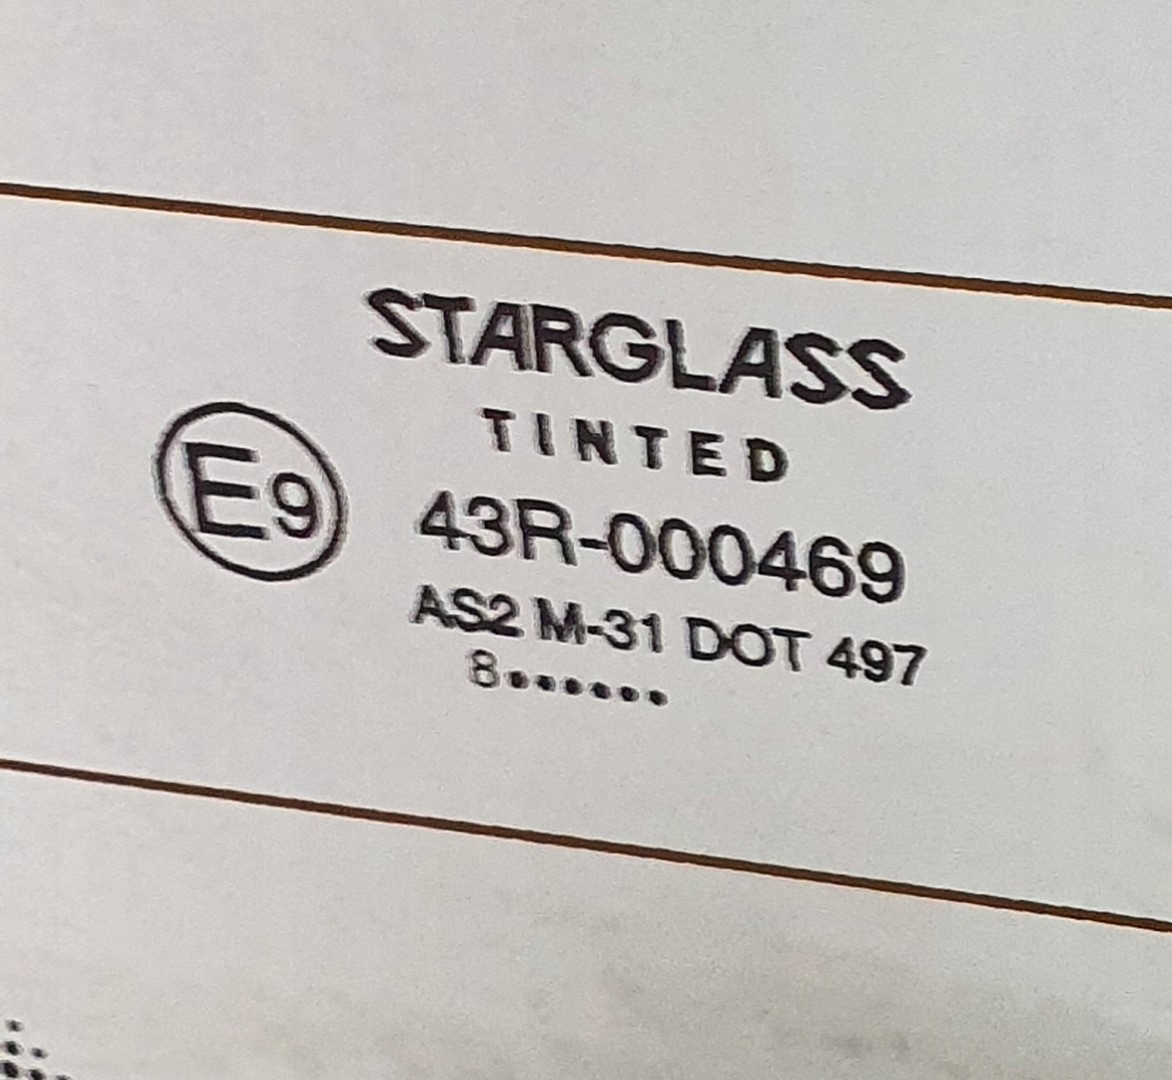 STARGLASS
TINTED
E9
43R-000469
AS2 M-31 DOT 497
8•••••••